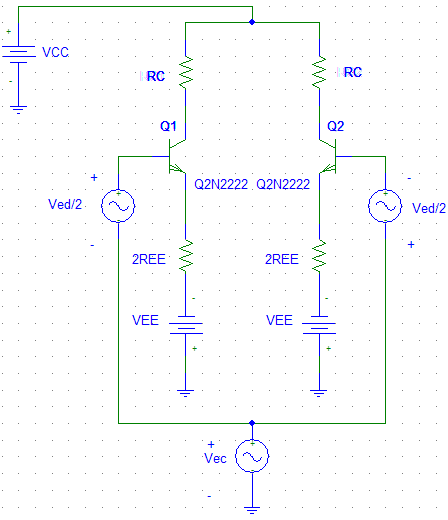 +
VCC
-
RC
RC
Q1
Q2
Q2N2222
Q2N2222
+
-
Ved/2
Ved/2
-
+
2REE
2REE
-
-
VEE
VEE
+
+
+
Vec
-